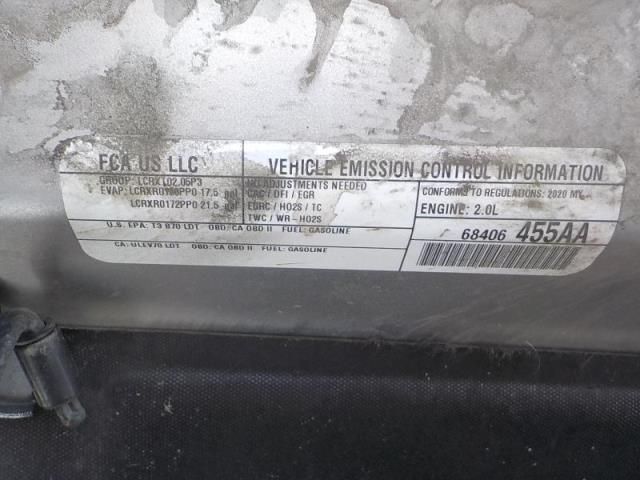 FCA US LLC
VEHICLE EMISSION CONTROL INFORMATION
GROUP: LCRXT02.05P3
EVAP: LCRXR0180PP0 17.5 gal
LCRXR0172PP0 21.5 gal
NO ADJUSTMENTS NEEDED
CAC / DFI / EGR
EGRC / HO2S / TC
TWC / WR-HO2S
CONFORMS TO REGULATIONS: 2020 MY
ENGINE: 2.0L
U.S. EPA: T3 B70 LDT OBD: CA OBD II FUEL: GASOLINE
CA: ULEV70 LDT OBD: CA OBD II FUEL: GASOLINE
68406 455AA